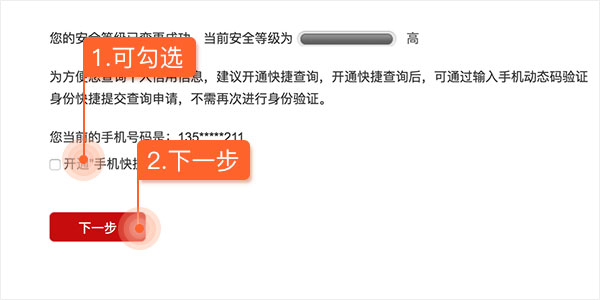 您的安全等级已变更成功，当前安全等级为 高
1.可勾选
为方便您查询个人信用信息，建议开通快捷查询，开通快捷查询后，可通过输入手机动态码验证
身份快捷提交查询申请，不需再次进行身份验证。
您当前的手机号码是：135*****211
2.下一步
开通"手机快捷
下一步